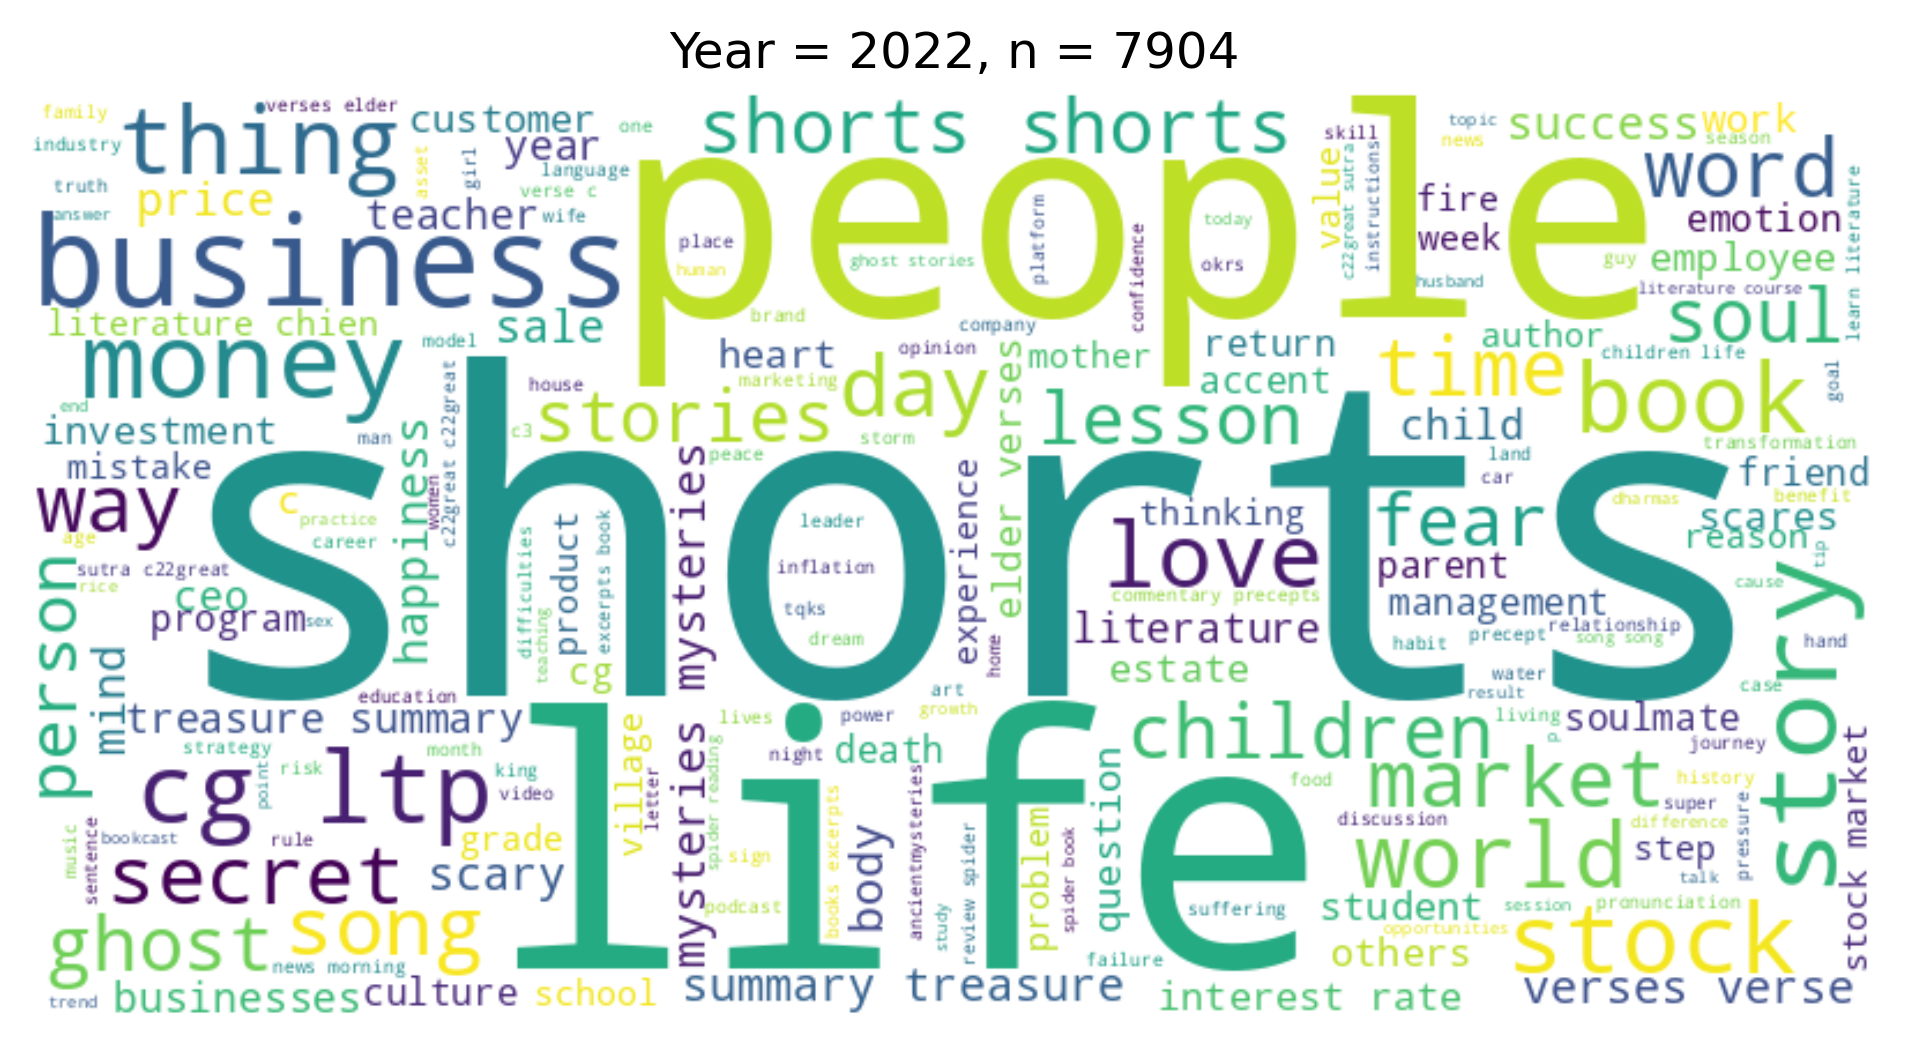 Year = 2022, n = 7904
family
verses elder
thing
customer
one
shorts shorts
people
skill
topic
success
work
news
season
industry
year
language
asset
girl
truth
price
verse c
answer
teacher
wife
business
value
c22great sutra
instructions
fire
week
word
emotion
learn literature
place
human
ghost stories
platform
today
okrs
confidence
husband
guy
employee
literature course
soul
literature chien
sale
brand
company
money
model
heart
opinion
mother
return
accent
author
children life
time
book
goal
marketing
day
house
stories
c3
storm
elder verses
lesson
end
investment
man
mistake
happiness
women
c22great c22great
peace
child
land
car
transformation
friend
way
shorts
c
practice
career
age
person
sutra c22great
rice
ceo
program
sex
mind
difficulties
teaching
product
excerpts book
cg
mysteries mysteries
leader
inflation
tqks
dream
experience
home
thinking
love
fear
parent
commentary precepts
management
literature
habit
precept
relationship
song song
estate
dharmas
benefit
scares
reason
tip
cause
story
hand
water
result
case
education
treasure summary
strategy
month
point
risk
cg ltp
king
video
life
village
letter
lives
spider reading
art
growth
power
night
death
children
living
p
soulmate
journey
question
food
market
history
super
difference
discussion
pressure
stock market
music
sentence
bookcast
rule
grade
secret
scary
sign
podcast
books excerpts
body
ancientmysteries
study
review spider
problem
spider book
world
step
talk
suffering
student
session
pronunciation
opportunities
ghost
song
news morning
failure
others
stock
trend
businesses
culture
school
summary treasure
interest rate
verses verse